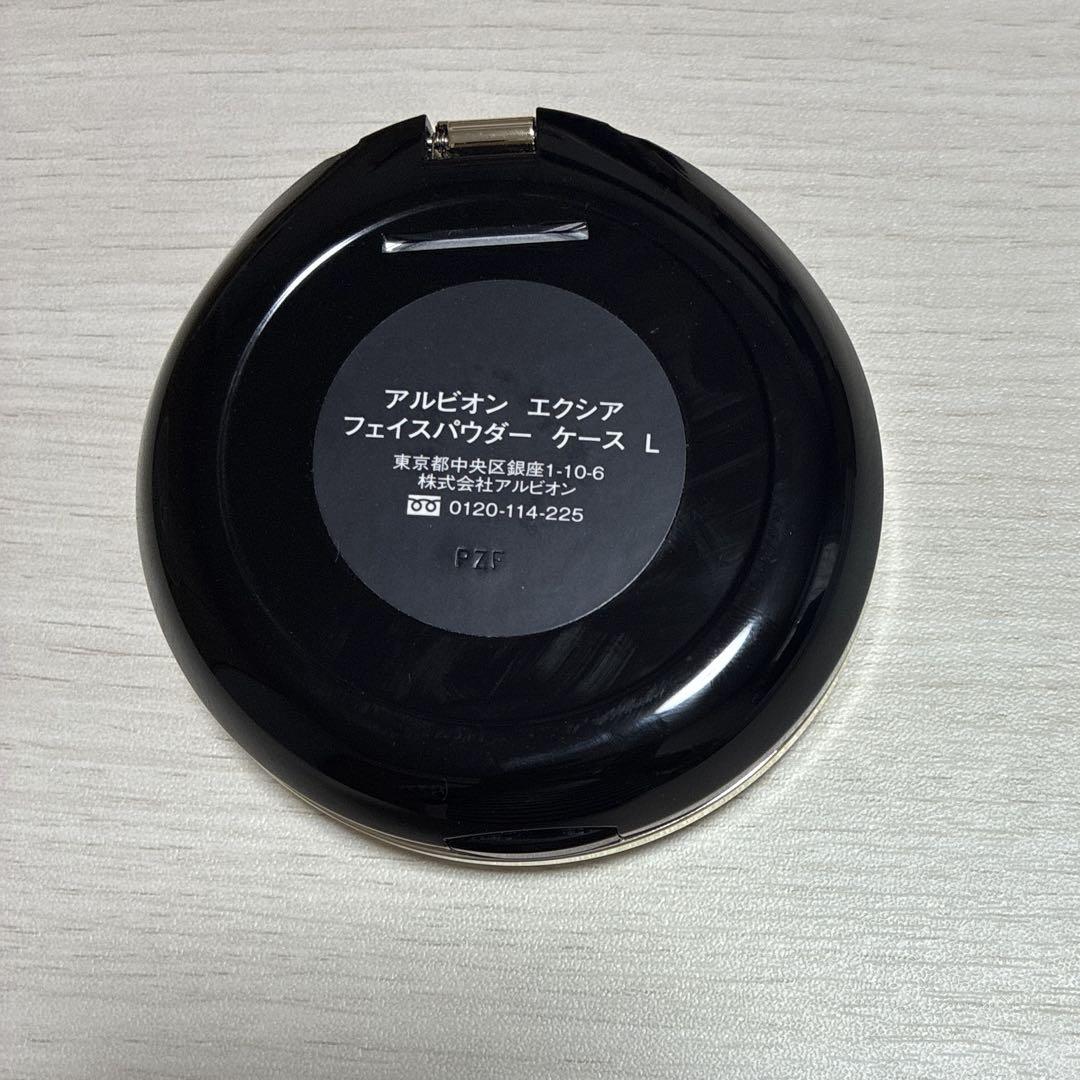 アルビオン エクシア
フェイスパウダー ケース L
東京都中央区銀座1-10-6
株式会社アルビオン
0120-114-225
PZF